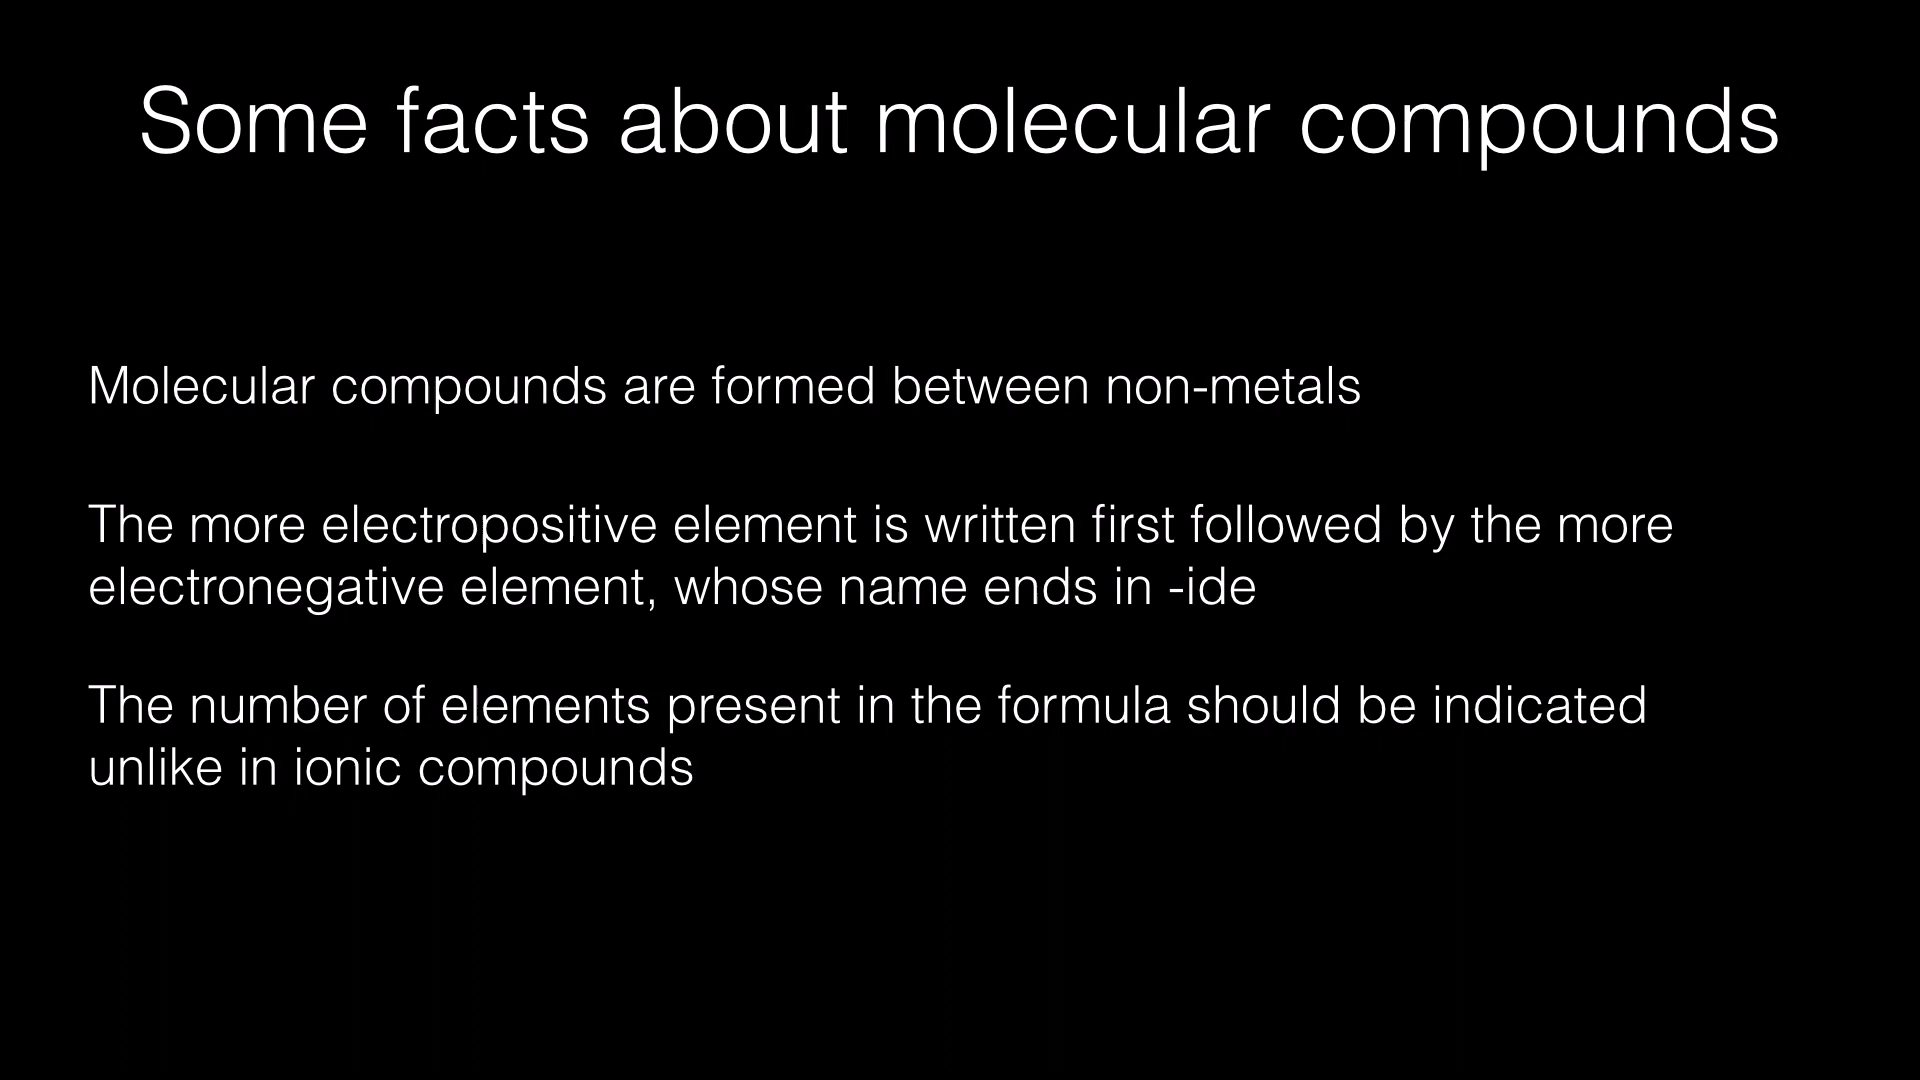 Some facts about molecular compounds
Molecular compounds are formed between non-metals
The more electropositive element is written first followed by the more
electronegative element, whose name ends in -ide
The number of elements present in the formula should be indicated
unlike in ionic compounds